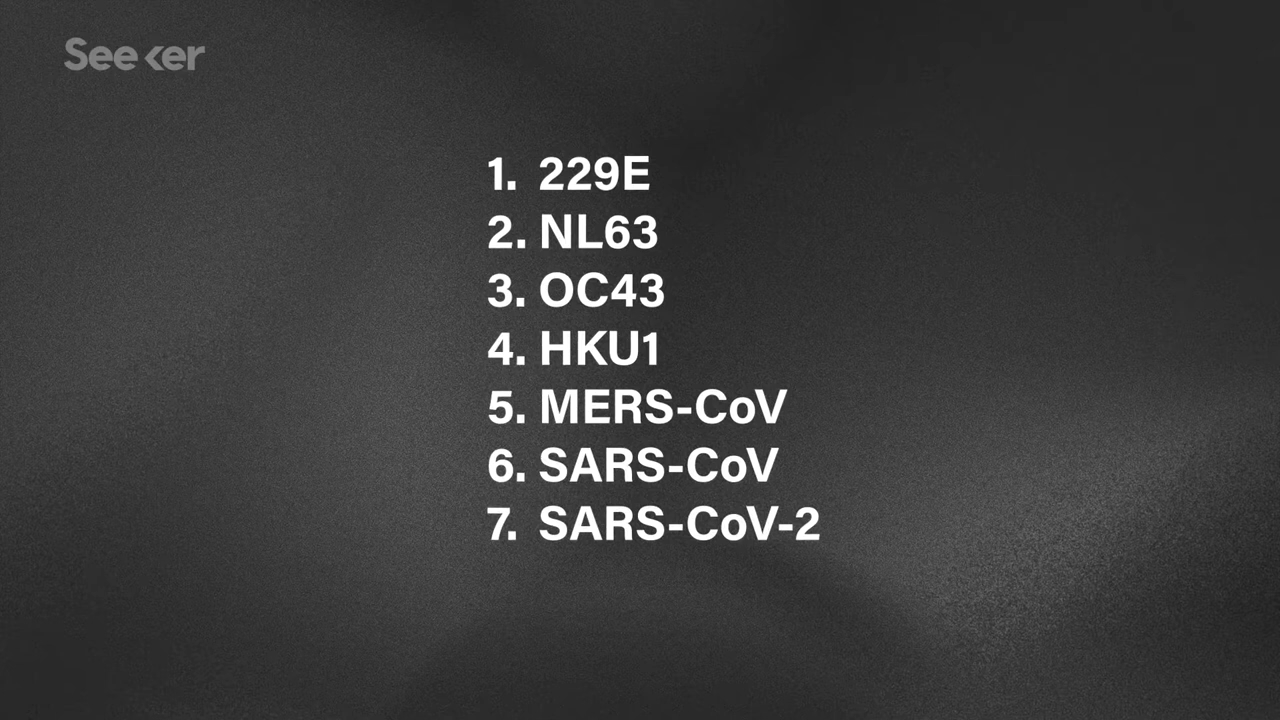 Seeker
1. 229E
2. NL63
3. OC43
4. HKU1
5. MERS-CoV
6. SARS-CoV
7. SARS-CoV-2